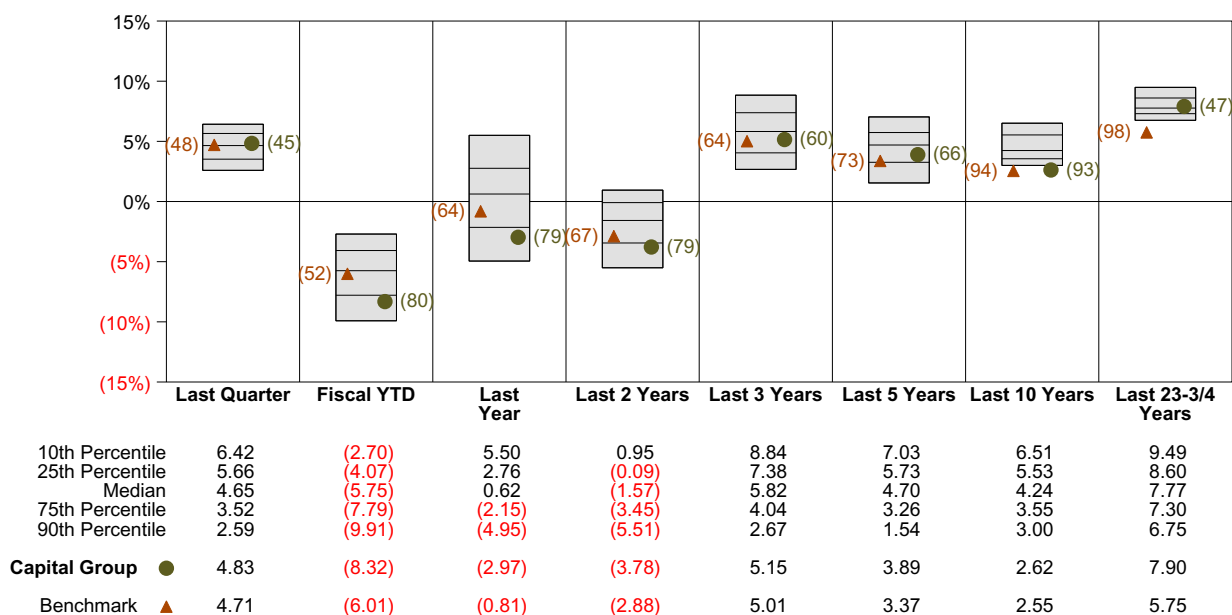 15%
10%
5%
0%
(5%)
(10%)
(15%)
(48) (45)
(52) (80)
(64) (79)
(67) (79)
(64) (60)
(73) (66)
(94) (93)
(98) (47)
Last Quarter Fiscal YTD Last Year Last 2 Years Last 3 Years Last 5 Years Last 10 Years Last 23-3/4 Years
10th Percentile 6.42 (2.70) 5.50 0.95 8.84 7.03 6.51 9.49
25th Percentile 5.66 (4.07) 2.76 (0.09) 7.38 5.73 5.53 8.60
Median 4.65 (5.75) 0.62 (1.57) 5.82 4.70 4.24 7.77
75th Percentile 3.52 (7.79) (2.15) (3.45) 4.04 3.26 3.55 7.30
90th Percentile 2.59 (9.91) (4.95) (5.51) 2.67 1.54 3.00 6.75
Capital Group 4.83 (8.32) (2.97) (3.78) 5.15 3.89 2.62 7.90
Benchmark 4.71 (6.01) (0.81) (2.88) 5.01 3.37 2.55 5.75